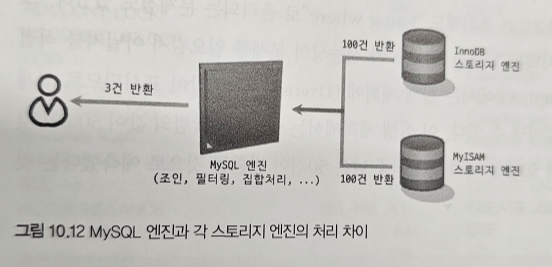 100건 반환
InnoDB
스토리지 엔진
3건 반환
MySQL 엔진
(조인, 필터링, 집합처리, ...)
100건 반환
MyISAM
스토리지 엔진
그림 10.12 MySQL 엔진과 각 스토리지 엔진의 처리 차이